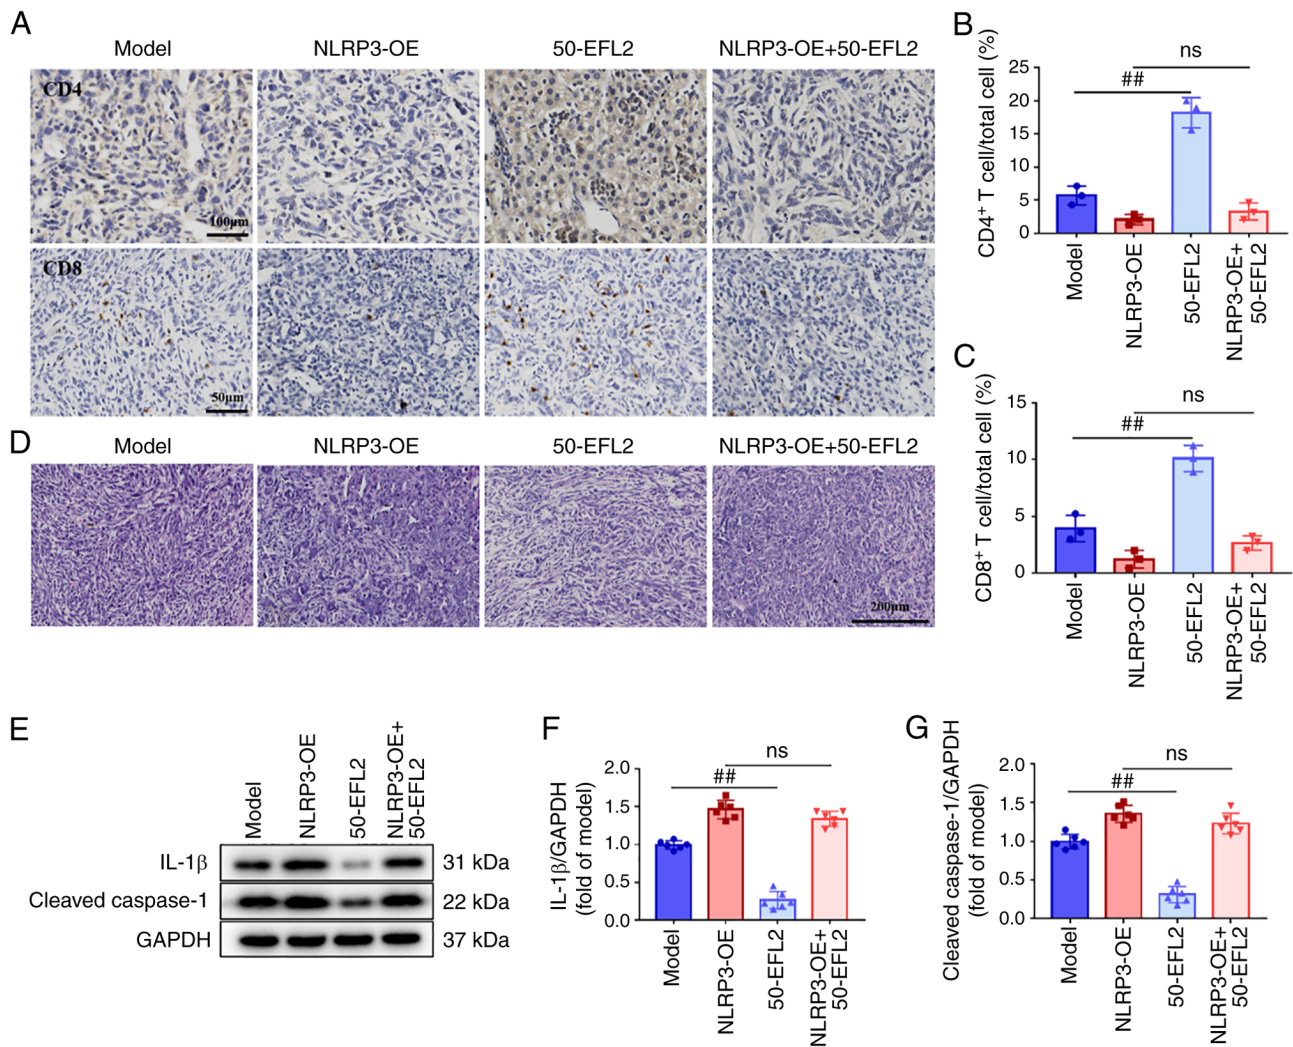 A
Model
NLRP3-OE
50-EFL2
NLRP3-OE+50-EFL2
CD4
100μm
CD8
50μm
B
CD4+ T cell/total cell (%)
25
20
15
10
5
0
##
ns
Model
NLRP3-OE
50-EFL2
NLRP3-OE+
50-EFL2
C
CD8+ T cell/total cell (%)
15
10
5
0
##
ns
Model
NLRP3-OE
50-EFL2
NLRP3-OE+
50-EFL2
D
Model
NLRP3-OE
50-EFL2
NLRP3-OE+50-EFL2
200μm
E
Model
NLRP3-OE
50-EFL2
NLRP3-OE+
50-EFL2
IL-1β
31 kDa
Cleaved caspase-1
22 kDa
GAPDH
37 kDa
F
IL-1β/GAPDH
(fold of model)
2.0
1.5
1.0
0.5
0.0
##
ns
Model
NLRP3-OE
50-EFL2
NLRP3-OE+
50-EFL2
G
Cleaved caspase-1/GAPDH
(fold of model)
2.0
1.5
1.0
0.5
0.0
##
ns
Model
NLRP3-OE
50-EFL2
NLRP3-OE+
50-EFL2